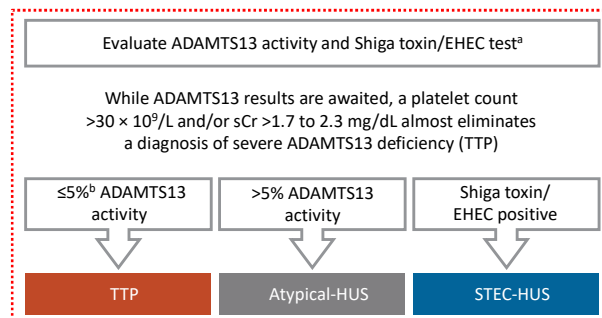 Evaluate ADAMTS13 activity and Shiga toxin/EHEC testᵃ
While ADAMTS13 results are awaited, a platelet count
>30 × 10⁹/L and/or sCr >1.7 to 2.3 mg/dL almost eliminates
a diagnosis of severe ADAMTS13 deficiency (TTP)
≤5%ᵇ ADAMTS13
activity
>5% ADAMTS13
activity
Shiga toxin/
EHEC positive
TTP
Atypical-HUS
STEC-HUS